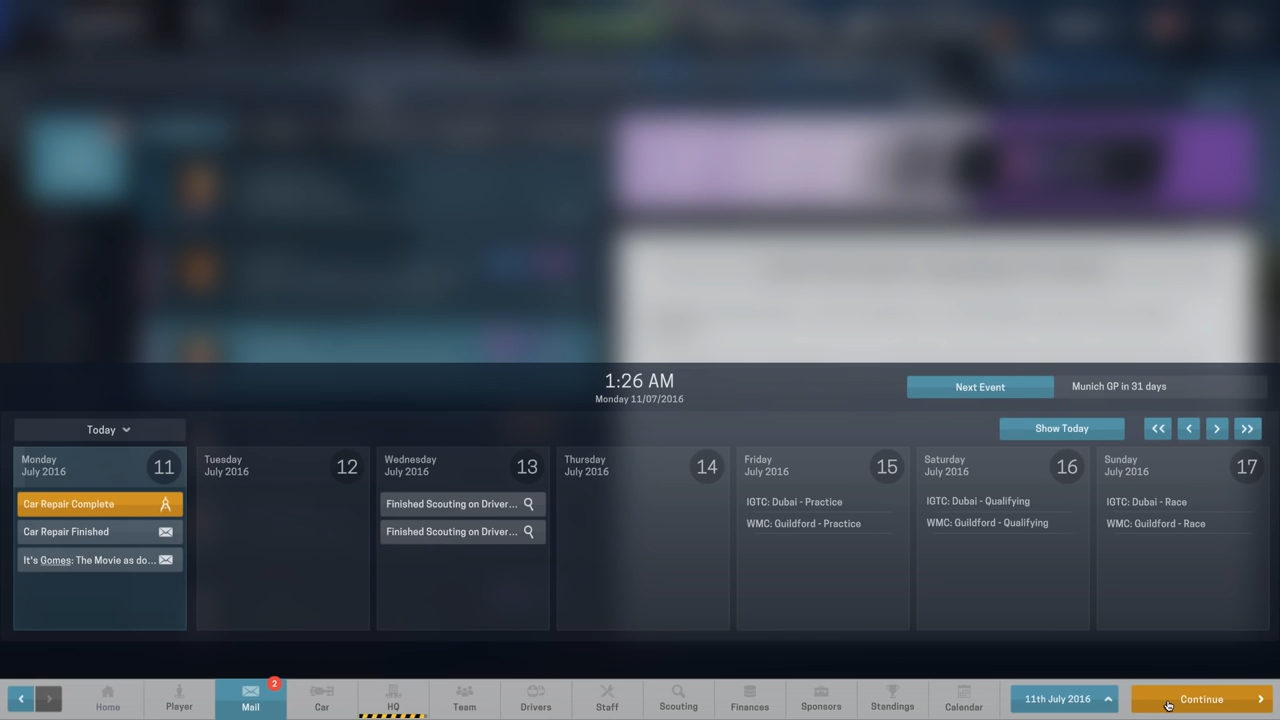 1:26 AM
Monday 11/07/2016
Next Event
Munich GP in 31 days
Today
Show Today
Monday
July 2016
11
Car Repair Complete
Car Repair Finished
It's Gomes: The Movie as do...
Tuesday
July 2016
12
Wednesday
July 2016
13
Finished Scouting on Driver...
Finished Scouting on Driver...
Thursday
July 2016
14
Friday
July 2016
15
IGTC: Dubai - Practice
WMC: Guildford - Practice
Saturday
July 2016
16
IGTC: Dubai - Qualifying
WMC: Guildford - Qualifying
Sunday
July 2016
17
IGTC: Dubai - Race
WMC: Guildford - Race
Home
Player
2
Mail
Car
HQ
Team
Drivers
Staff
Scouting
Finances
Sponsors
Standings
Calendar
11th July 2016
Continue